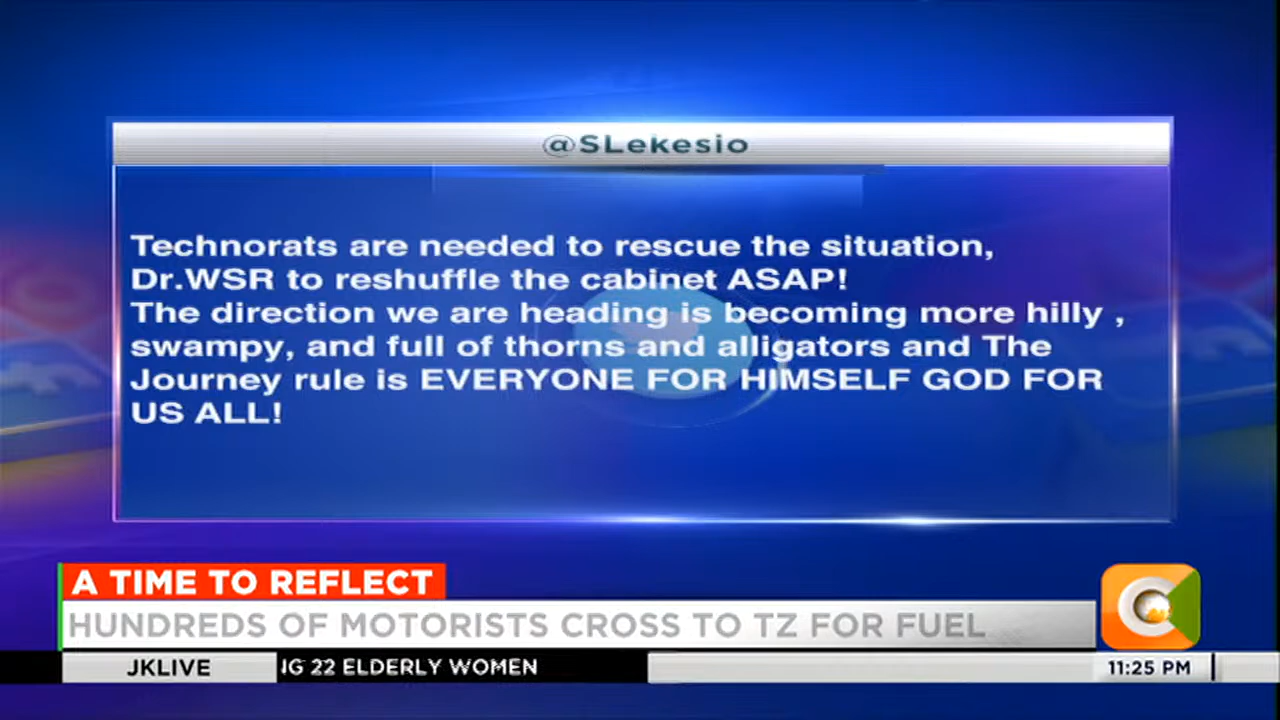 @SLekesio
Technorats are needed to rescue the situation,
Dr.WSR to reshuffle the cabinet ASAP!
The direction we are heading is becoming more hilly ,
swampy, and full of thorns and alligators and The
Journey rule is EVERYONE FOR HIMSELF GOD FOR
US ALL!
A TIME TO REFLECT
HUNDREDS OF MOTORISTS CROSS TO TZ FOR FUEL
JKLIVE
IG 22 ELDERLY WOMEN
11:25 PM